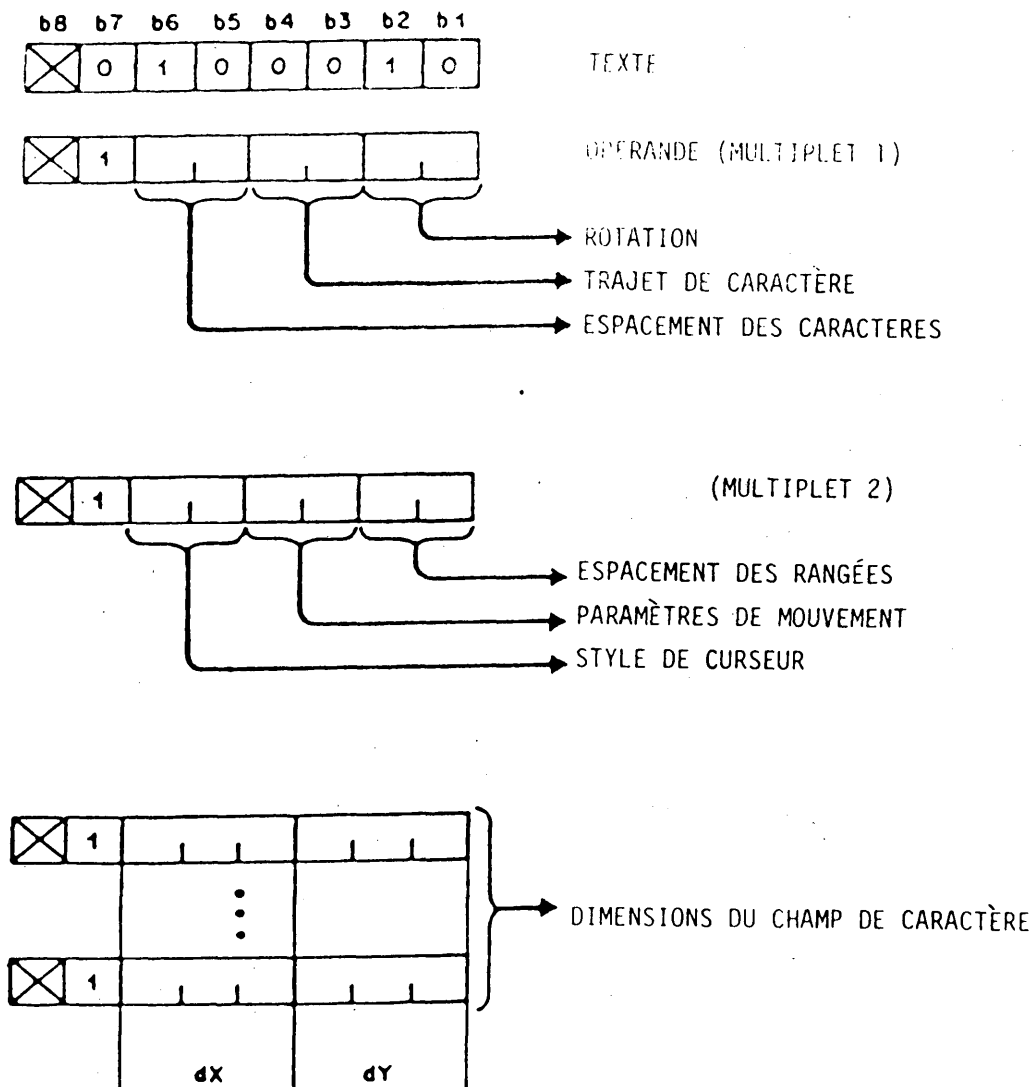 b8 b7 b6 b5 b4 b3 b2 b1
0 1 0 0 0 1 0 TEXTE
1 OPERANDE (MULTIPLET 1)
ROTATION
TRAJET DE CARACTÈRE
ESPACEMENT DES CARACTERES
1 (MULTIPLET 2)
ESPACEMENT DES RANGÉES
PARAMÈTRES DE MOUVEMENT
STYLE DE CURSEUR
1
DIMENSIONS DU CHAMP DE CARACTÈRE
1
dX dY